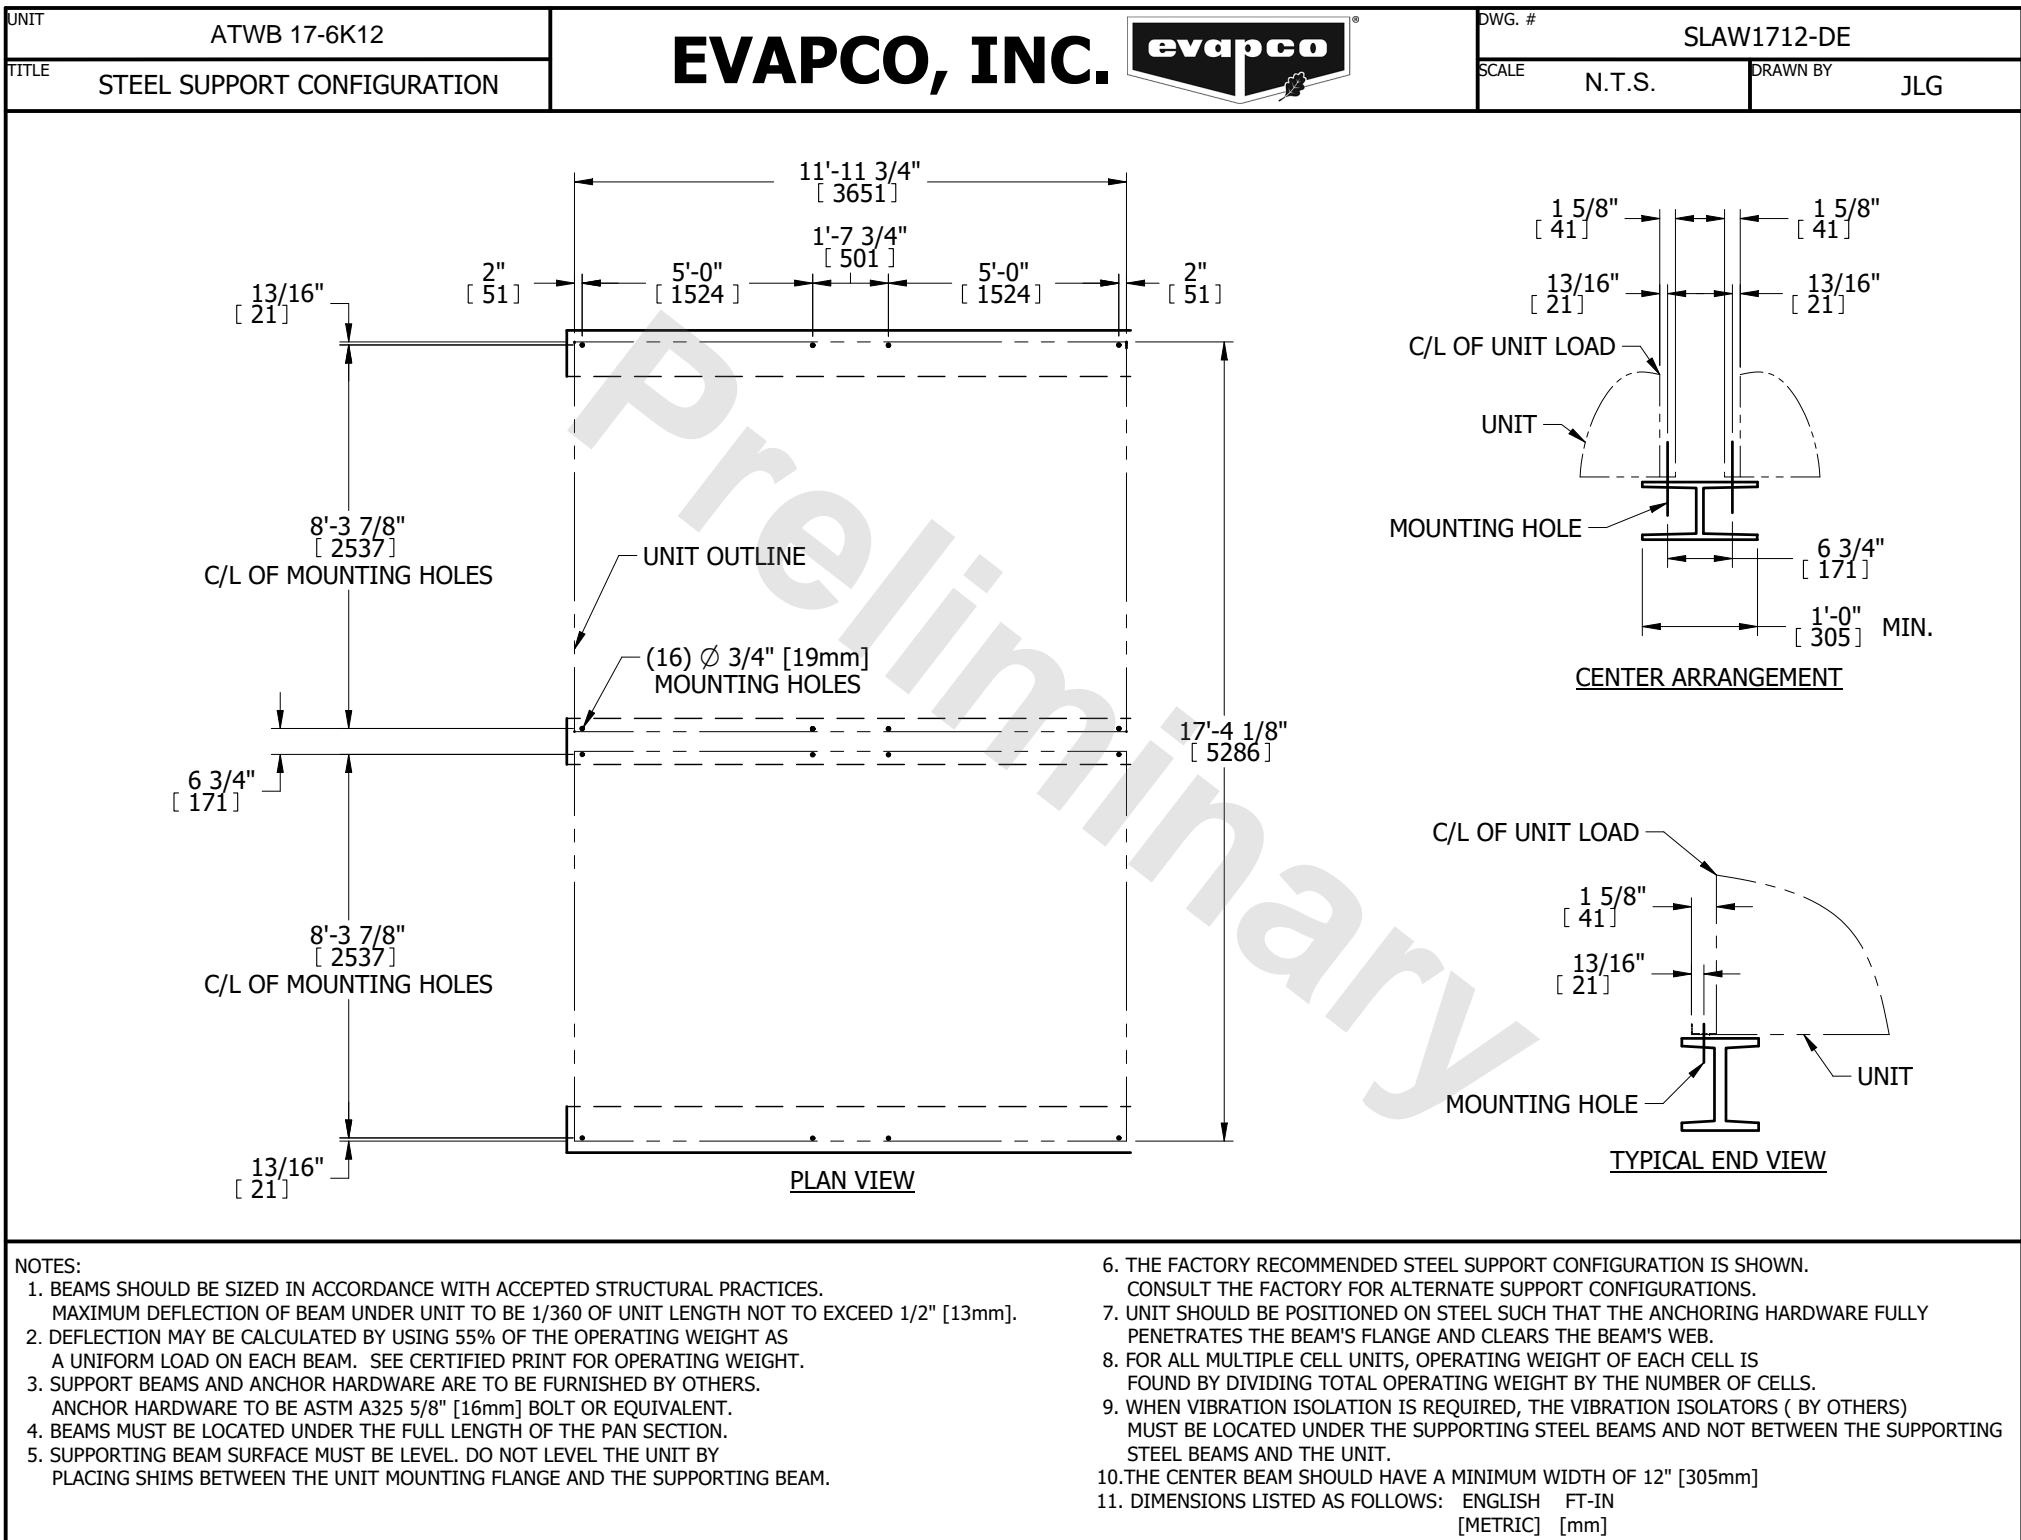 UNIT
ATWB 17-6K12
TITLE
STEEL SUPPORT CONFIGURATION
EVAPCO, INC.
evapco
®
DWG. #
SLAW1712-DE
SCALE
N.T.S.
DRAWN BY
JLG
11'-11 3/4"
[ 3651]
1'-7 3/4"
[ 501 ]
2"
[ 51]
5'-0"
[ 1524 ]
5'-0"
[ 1524]
2"
[ 51]
13/16"
[ 21]
8'-3 7/8"
[ 2537]
C/L OF MOUNTING HOLES
UNIT OUTLINE
(16) Ø 3/4" [19mm]
MOUNTING HOLES
6 3/4"
[ 171]
17'-4 1/8"
[ 5286]
8'-3 7/8"
[ 2537]
C/L OF MOUNTING HOLES
13/16"
[ 21]
PLAN VIEW
Preliminary
1 5/8"
[ 41]
1 5/8"
[ 41]
13/16"
[ 21]
13/16"
[ 21]
C/L OF UNIT LOAD
UNIT
MOUNTING HOLE
6 3/4"
[ 171]
1'-0"
[ 305]
MIN.
CENTER ARRANGEMENT
C/L OF UNIT LOAD
1 5/8"
[ 41]
13/16"
[ 21]
UNIT
MOUNTING HOLE
TYPICAL END VIEW
NOTES:
1. BEAMS SHOULD BE SIZED IN ACCORDANCE WITH ACCEPTED STRUCTURAL PRACTICES.
MAXIMUM DEFLECTION OF BEAM UNDER UNIT TO BE 1/360 OF UNIT LENGTH NOT TO EXCEED 1/2" [13mm].
2. DEFLECTION MAY BE CALCULATED BY USING 55% OF THE OPERATING WEIGHT AS
A UNIFORM LOAD ON EACH BEAM. SEE CERTIFIED PRINT FOR OPERATING WEIGHT.
3. SUPPORT BEAMS AND ANCHOR HARDWARE ARE TO BE FURNISHED BY OTHERS.
ANCHOR HARDWARE TO BE ASTM A325 5/8" [16mm] BOLT OR EQUIVALENT.
4. BEAMS MUST BE LOCATED UNDER THE FULL LENGTH OF THE PAN SECTION.
5. SUPPORTING BEAM SURFACE MUST BE LEVEL. DO NOT LEVEL THE UNIT BY
PLACING SHIMS BETWEEN THE UNIT MOUNTING FLANGE AND THE SUPPORTING BEAM.
6. THE FACTORY RECOMMENDED STEEL SUPPORT CONFIGURATION IS SHOWN.
CONSULT THE FACTORY FOR ALTERNATE SUPPORT CONFIGURATIONS.
7. UNIT SHOULD BE POSITIONED ON STEEL SUCH THAT THE ANCHORING HARDWARE FULLY
PENETRATES THE BEAM'S FLANGE AND CLEARS THE BEAM'S WEB.
8. FOR ALL MULTIPLE CELL UNITS, OPERATING WEIGHT OF EACH CELL IS
FOUND BY DIVIDING TOTAL OPERATING WEIGHT BY THE NUMBER OF CELLS.
9. WHEN VIBRATION ISOLATION IS REQUIRED, THE VIBRATION ISOLATORS ( BY OTHERS)
MUST BE LOCATED UNDER THE SUPPORTING STEEL BEAMS AND NOT BETWEEN THE SUPPORTING
STEEL BEAMS AND THE UNIT.
10.THE CENTER BEAM SHOULD HAVE A MINIMUM WIDTH OF 12" [305mm]
11. DIMENSIONS LISTED AS FOLLOWS: ENGLISH FT-IN
[METRIC] [mm]